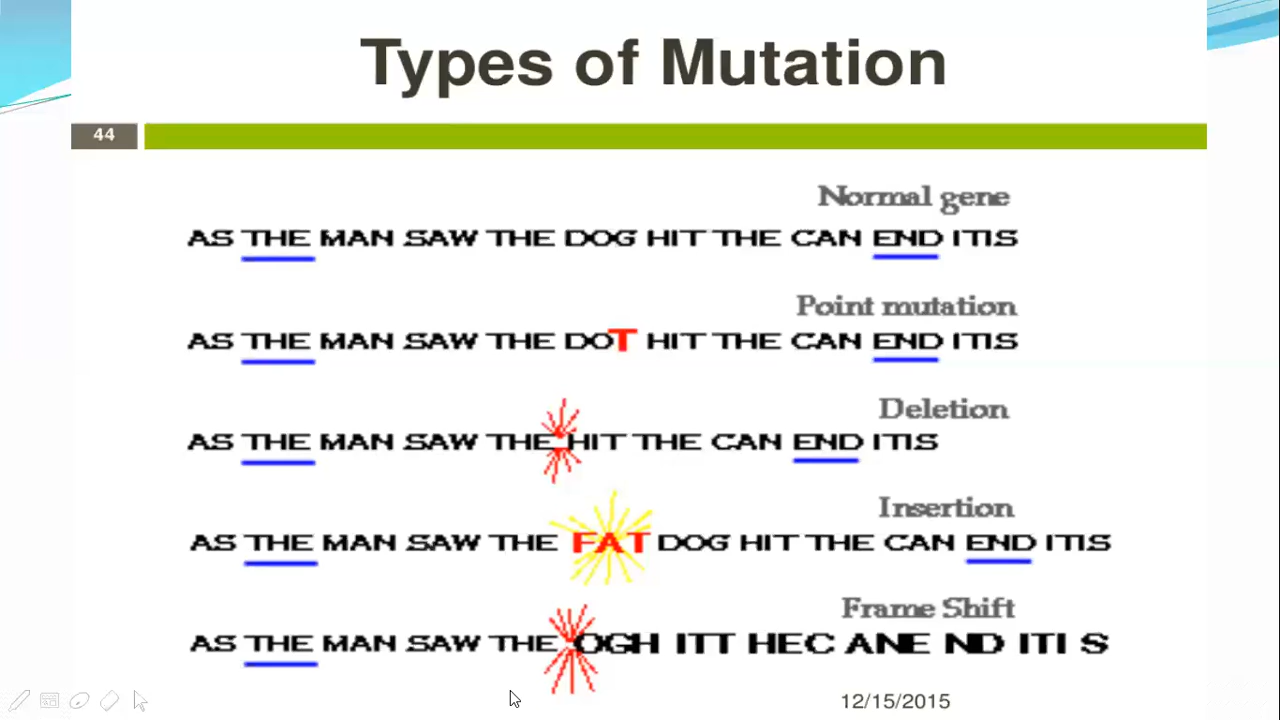 Types of Mutation
44
Normal gene
AS THE MAN SAW THE DOG HIT THE CAN END ITIS
Point mutation
AS THE MAN SAW THE DOT HIT THE CAN END ITIS
Deletion
AS THE MAN SAW THE HIT THE CAN END ITIS
Insertion
AS THE MAN SAW THE FAT DOG HIT THE CAN END ITIS
Frame Shift
AS THE MAN SAW THE OGH ITT HEC ANE ND ITI S
12/15/2015